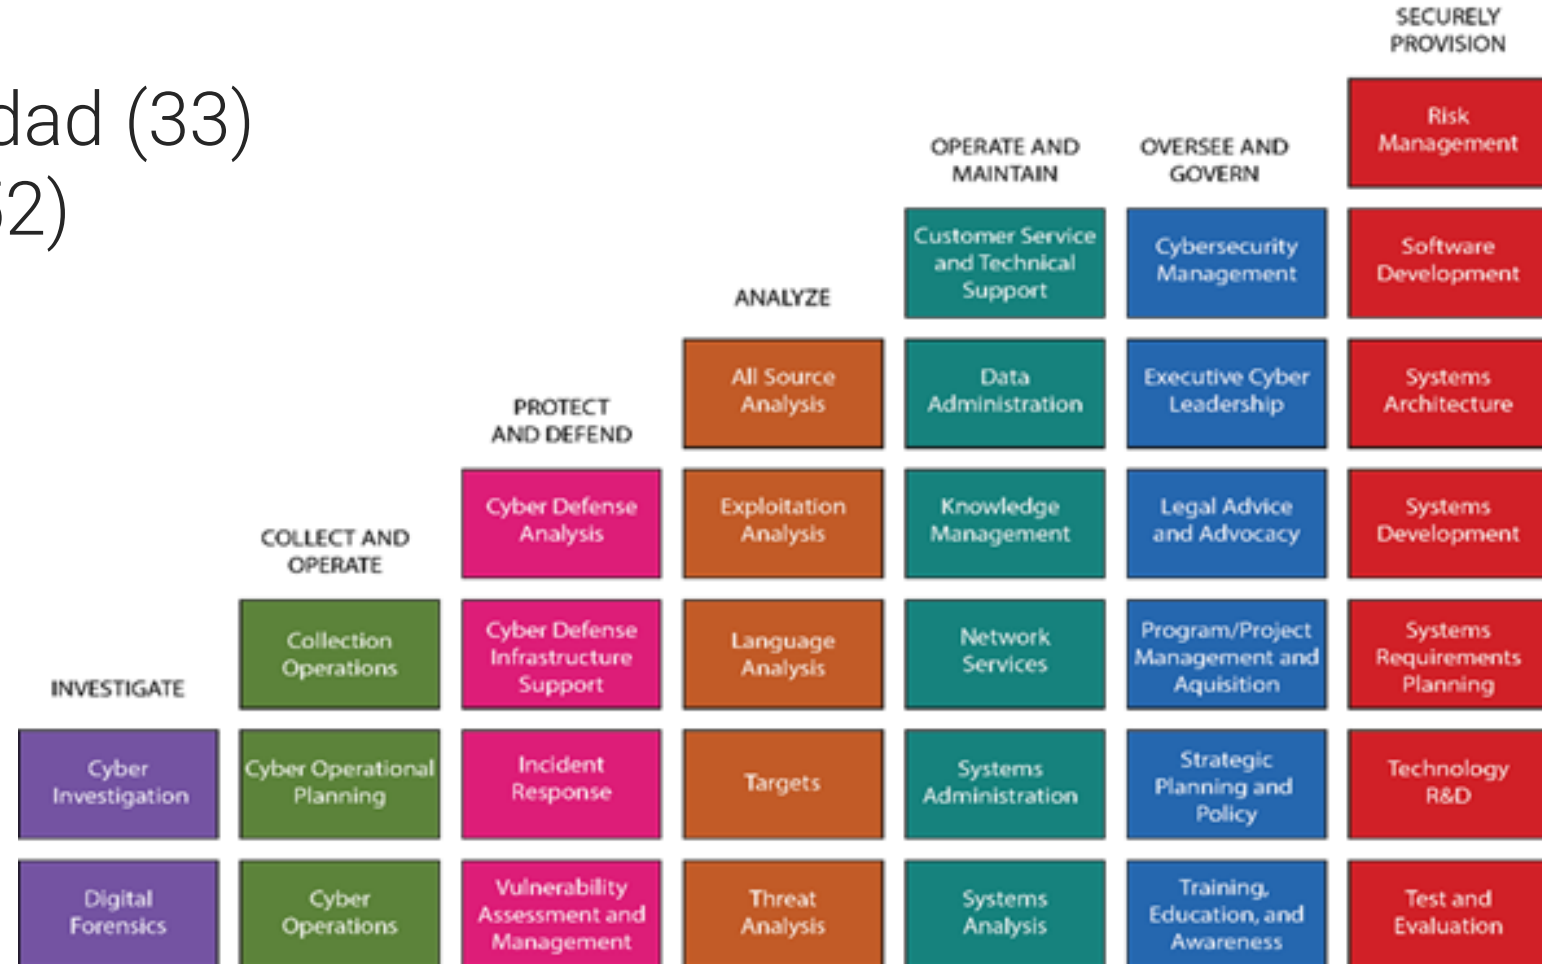 dad (33)
52)
INVESTIGATE
Cyber
Investigation
Digital
Forensics
COLLECT AND
OPERATE
Collection
Operations
Cyber Operational
Planning
Cyber
Operations
PROTECT
AND DEFEND
Cyber Defense
Analysis
Cyber Defense
Infrastructure
Support
Incident
Response
Vulnerability
Assessment and
Management
ANALYZE
All Source
Analysis
Exploitation
Analysis
Language
Analysis
Targets
Threat
Analysis
OPERATE AND
MAINTAIN
Customer Service
and Technical
Support
Data
Administration
Knowledge
Management
Network
Services
Systems
Administration
Systems
Analysis
OVERSEE AND
GOVERN
Cybersecurity
Management
Executive Cyber
Leadership
Legal Advice
and Advocacy
Program/Project
Management and
Aquisition
Strategic
Planning and
Policy
Training,
Education, and
Awareness
SECURELY
PROVISION
Risk
Management
Software
Development
Systems
Architecture
Systems
Development
Systems
Requirements
Planning
Technology
R&D
Test and
Evaluation